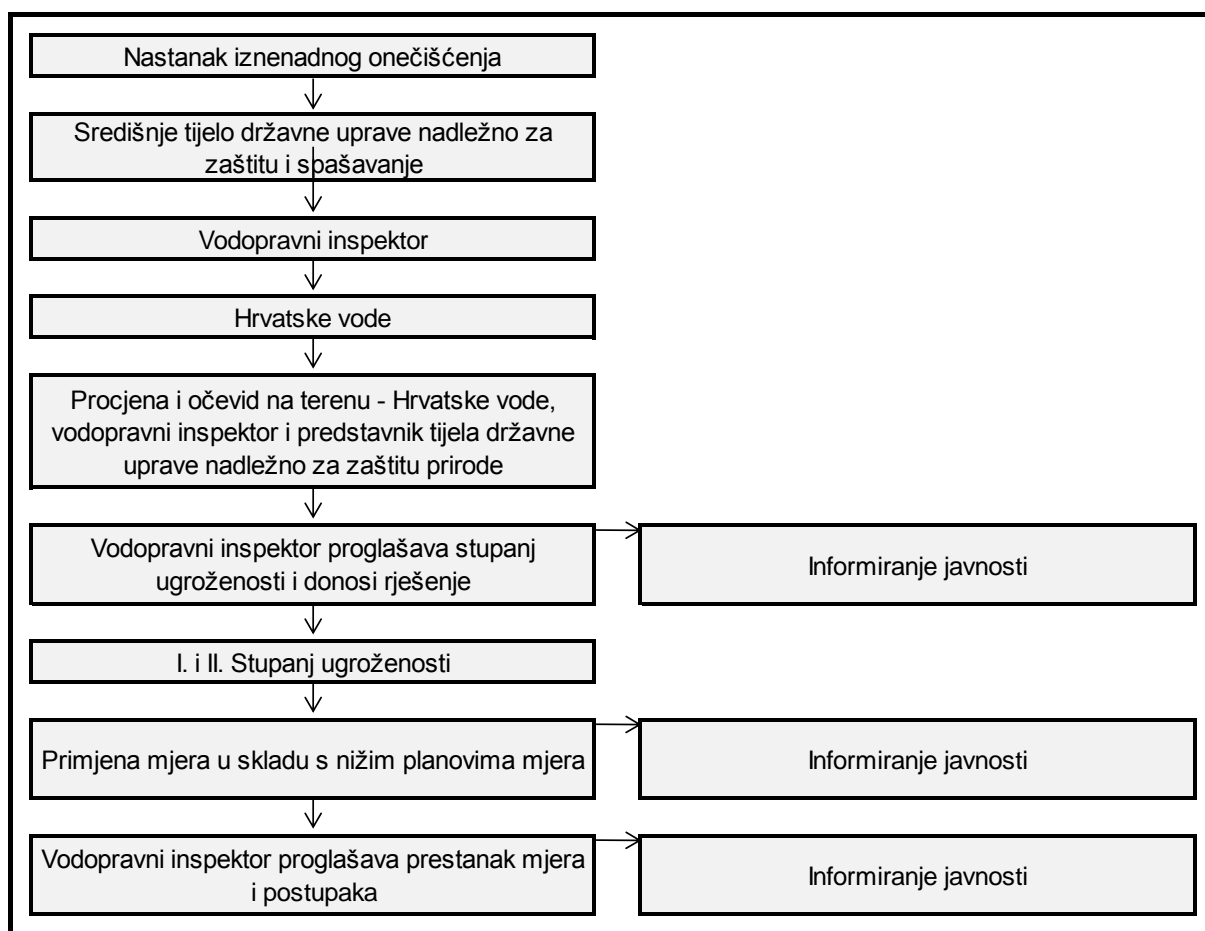 Nastanak iznenadnog onečišćenja
Središnje tijelo državne uprave nadležno za
zaštitu i spašavanje
Vodopravni inspektor
Hrvatske vode
Procjena i očevid na terenu - Hrvatske vode,
vodopravni inspektor i predstavnik tijela državne
uprave nadležno za zaštitu prirode
Vodopravni inspektor proglašava stupanj
ugroženosti i donosi rješenje
Informiranje javnosti
I. i II. Stupanj ugroženosti
Primjena mjera u skladu s nižim planovima mjera
Informiranje javnosti
Vodopravni inspektor proglašava prestanak mjera
i postupaka
Informiranje javnosti